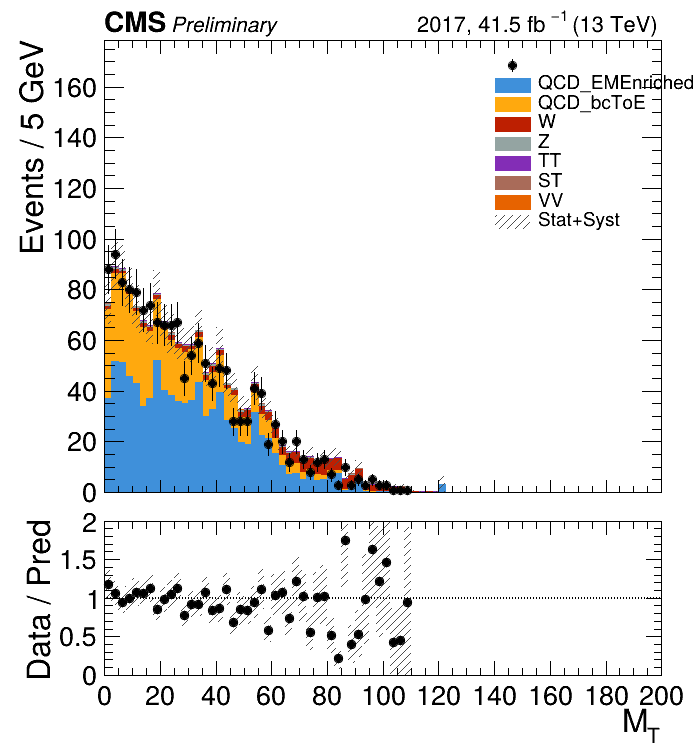 CMS Preliminary 2017, 41.5 fb⁻¹ (13 TeV)
Events / 5 GeV
160
140
120
100
80
60
40
20
0
QCD_EMEnriched
QCD_bcToE
W
Z
TT
ST
VV
Stat+Syst
Data / Pred
2
1.5
1
0.5
0
0 20 40 60 80 100 120 140 160 180 200
M_T